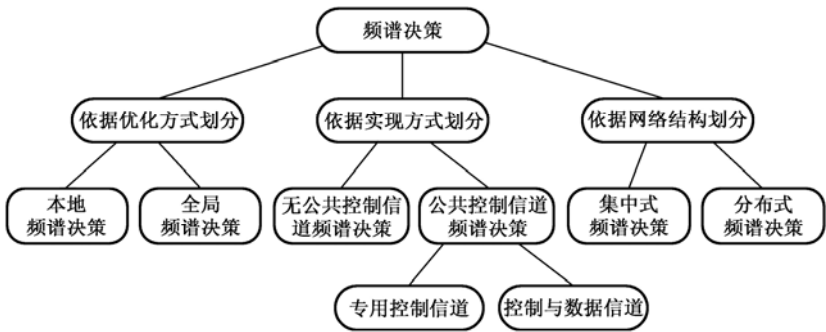 频谱决策
依据优化方式划分
依据实现方式划分
依据网络结构划分
本地
频谱决策
全局
频谱决策
无公共控制信
道频谱决策
公共控制信道
频谱决策
集中式
频谱决策
分布式
频谱决策
专用控制信道
控制与数据信道